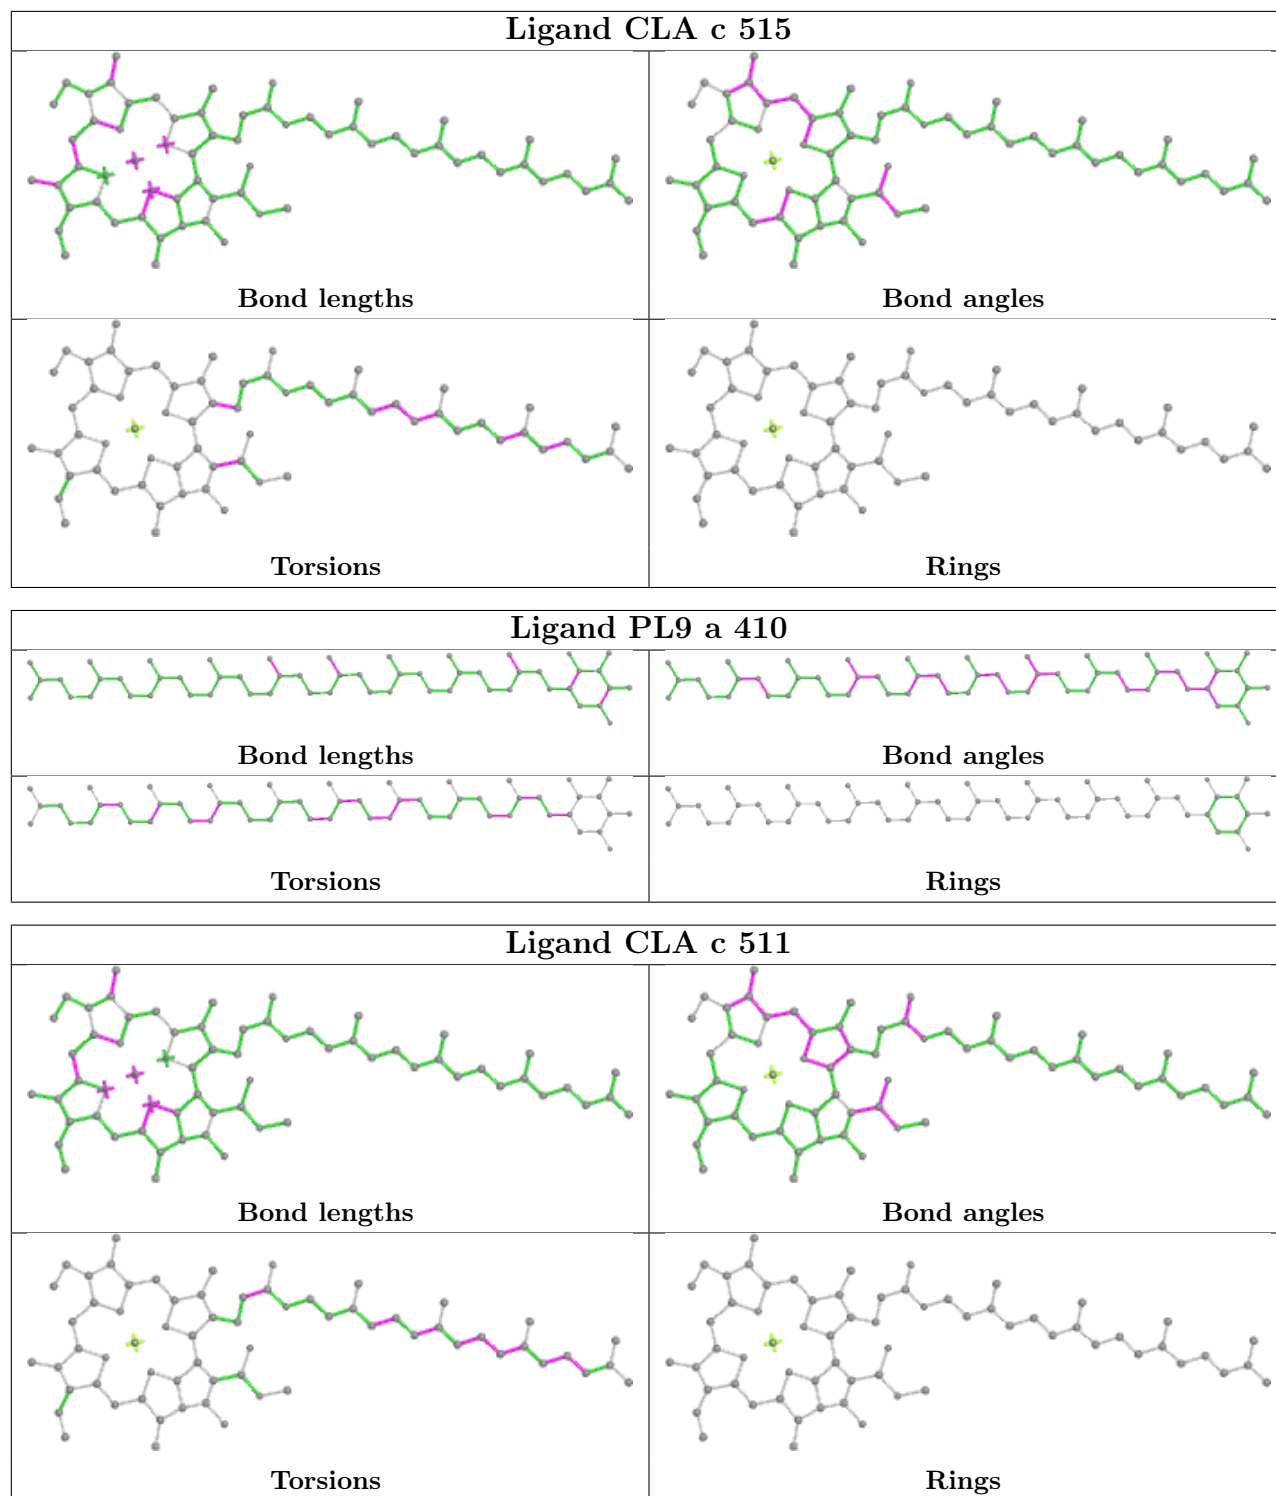 Ligand CLA c 515
Bond lengths
Bond angles
Torsions
Rings
Ligand PL9 a 410
Bond lengths
Bond angles
Torsions
Rings
Ligand CLA c 511
Bond lengths
Bond angles
Torsions
Rings